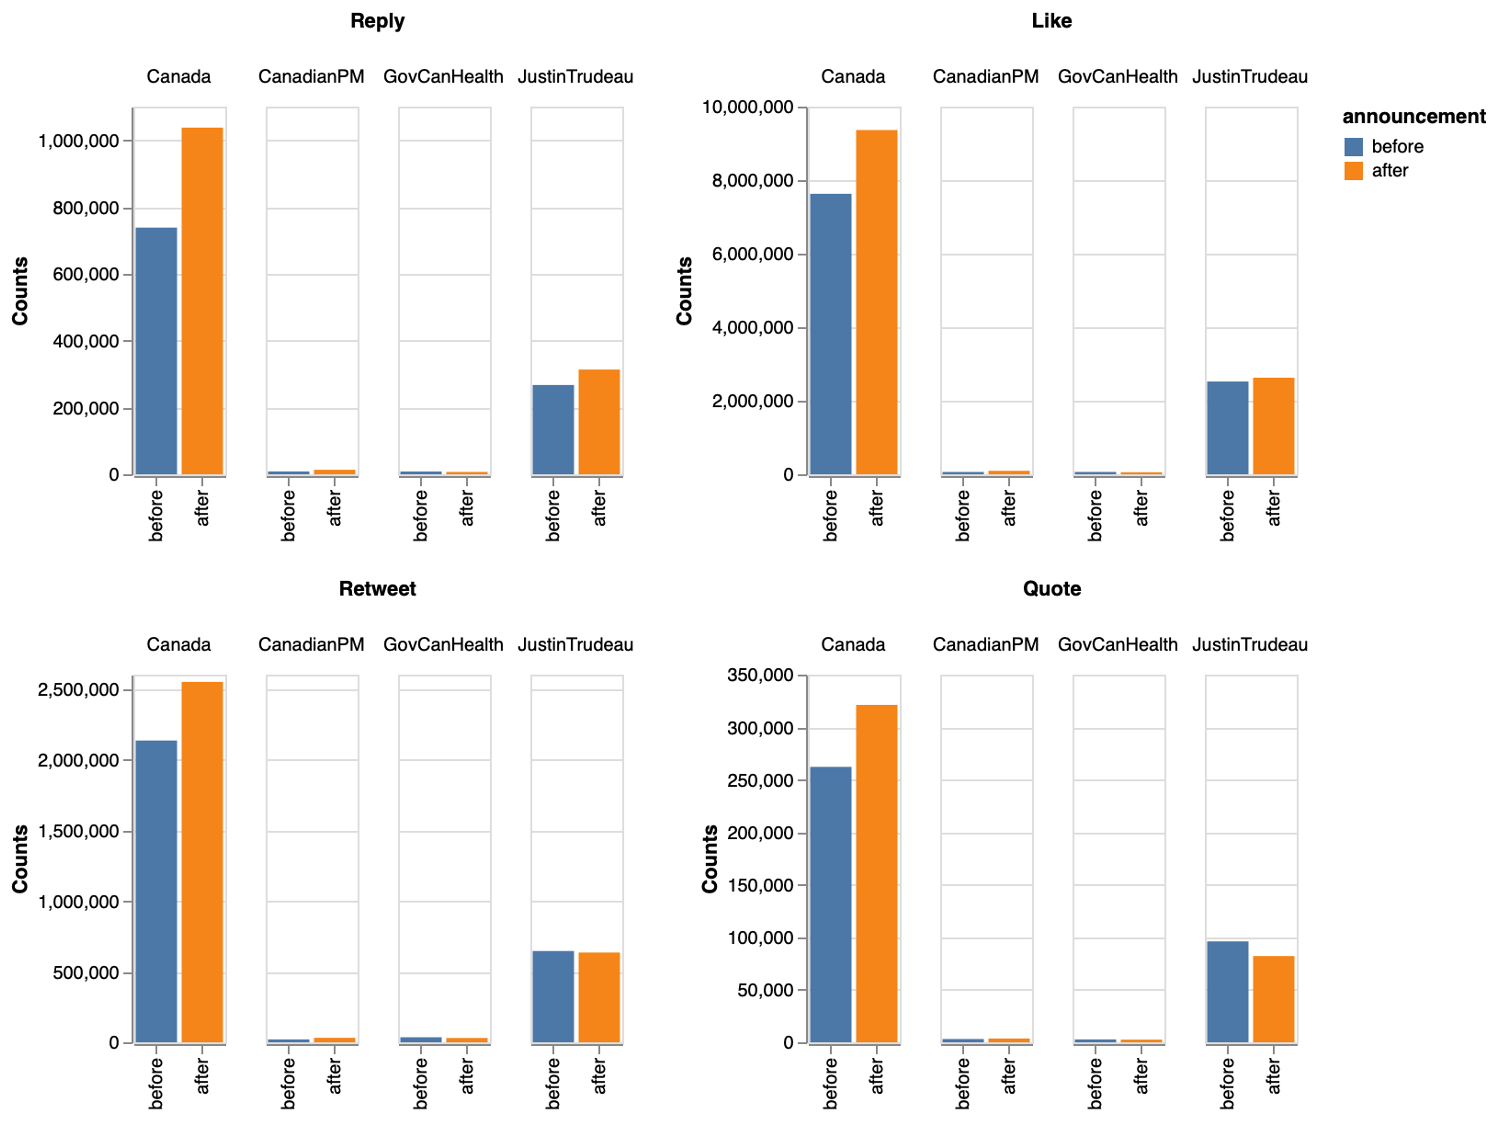 Reply
Canada CanadianPM GovCanHealth JustinTrudeau
Counts
1,000,000
800,000
600,000
400,000
200,000
0
before after before after before after before after
Like
Canada CanadianPM GovCanHealth JustinTrudeau
Counts
10,000,000
8,000,000
6,000,000
4,000,000
2,000,000
0
before after before after before after before after
announcement
before
after
Retweet
Canada CanadianPM GovCanHealth JustinTrudeau
Counts
2,500,000
2,000,000
1,500,000
1,000,000
500,000
0
before after before after before after before after
Quote
Canada CanadianPM GovCanHealth JustinTrudeau
Counts
350,000
300,000
250,000
200,000
150,000
100,000
50,000
0
before after before after before after before after